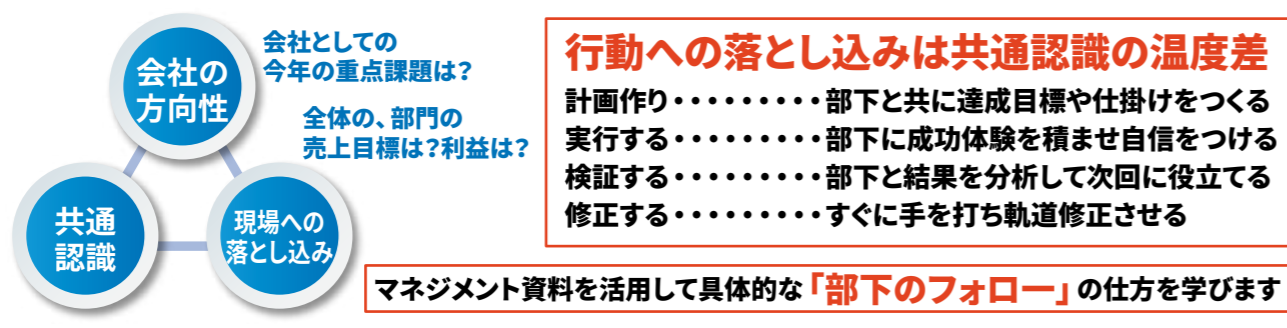 会社の
方向性
会社としての
今年の重点課題は？
全体の、部門の
売上目標は？利益は？
共通
認識
現場への
落とし込み
行動への落とし込みは共通認識の温度差
計画作り・・・・・・・・・部下と共に達成目標や仕掛けをつくる
実行する・・・・・・・・・部下に成功体験を積ませ自信をつける
検証する・・・・・・・・・部下と結果を分析して次回に役立てる
修正する・・・・・・・・・すぐに手を打ち軌道修正させる
マネジメント資料を活用して具体的な「部下のフォロー」の仕方を学びます